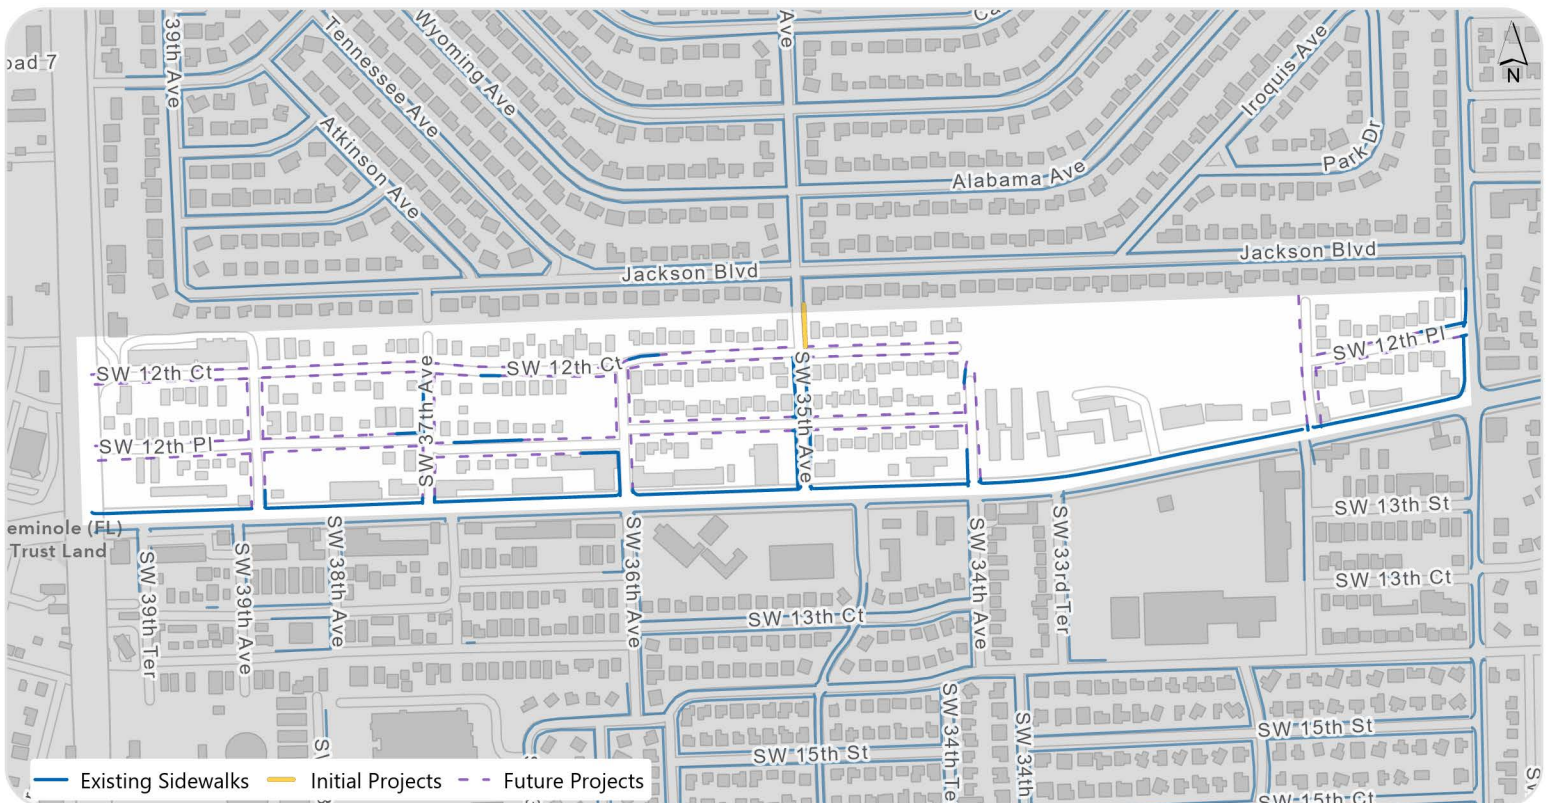 39th Ave
Tennessee Ave
Wyoming Ave
Ave
Iroquis Ave
N
oad 7
Atkinson Ave
Park Dr
Alabama Ave
Jackson Blvd
Jackson Blvd
SW 12th Ct
SW 12th Ct
SW 12th Pl
SW 37th Ave
SW 35th Ave
SW 12th Pl
eminole (FL)
Trust Land
SW 39th Ter
SW 39th Ave
SW 38th Ave
SW 36th Ave
SW 13th Ct
SW 34th Ave
SW 33rd Ter
SW 13th St
SW 13th Ct
SW 34th Te
SW 34th
SW 15th St
SW 15th St
SW 15th Ct
SW
Existing Sidewalks
Initial Projects
Future Projects